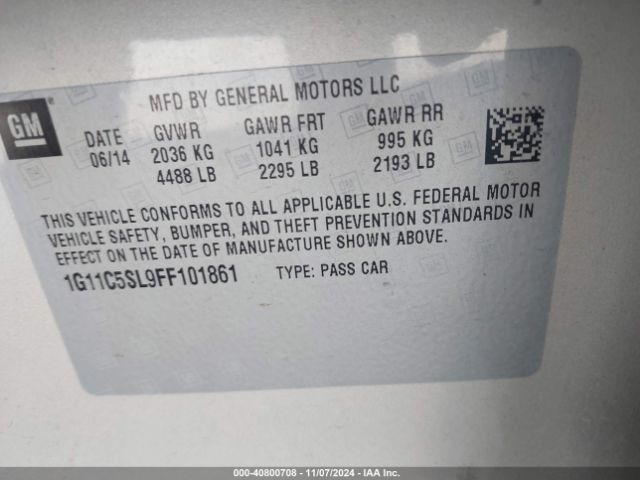 GM
MFD BY GENERAL MOTORS LLC
DATE GVWR GAWR FRT GAWR RR
06/14 2036 KG 1041 KG 995 KG
4488 LB 2295 LB 2193 LB
THIS VEHICLE CONFORMS TO ALL APPLICABLE U.S. FEDERAL MOTOR
VEHICLE SAFETY, BUMPER, AND THEFT PREVENTION STANDARDS IN
EFFECT ON THE DATE OF MANUFACTURE SHOWN ABOVE.
1G11C5SL9FF101861 TYPE: PASS CAR
000-40800708 - 11/07/2024 - IAAI.com